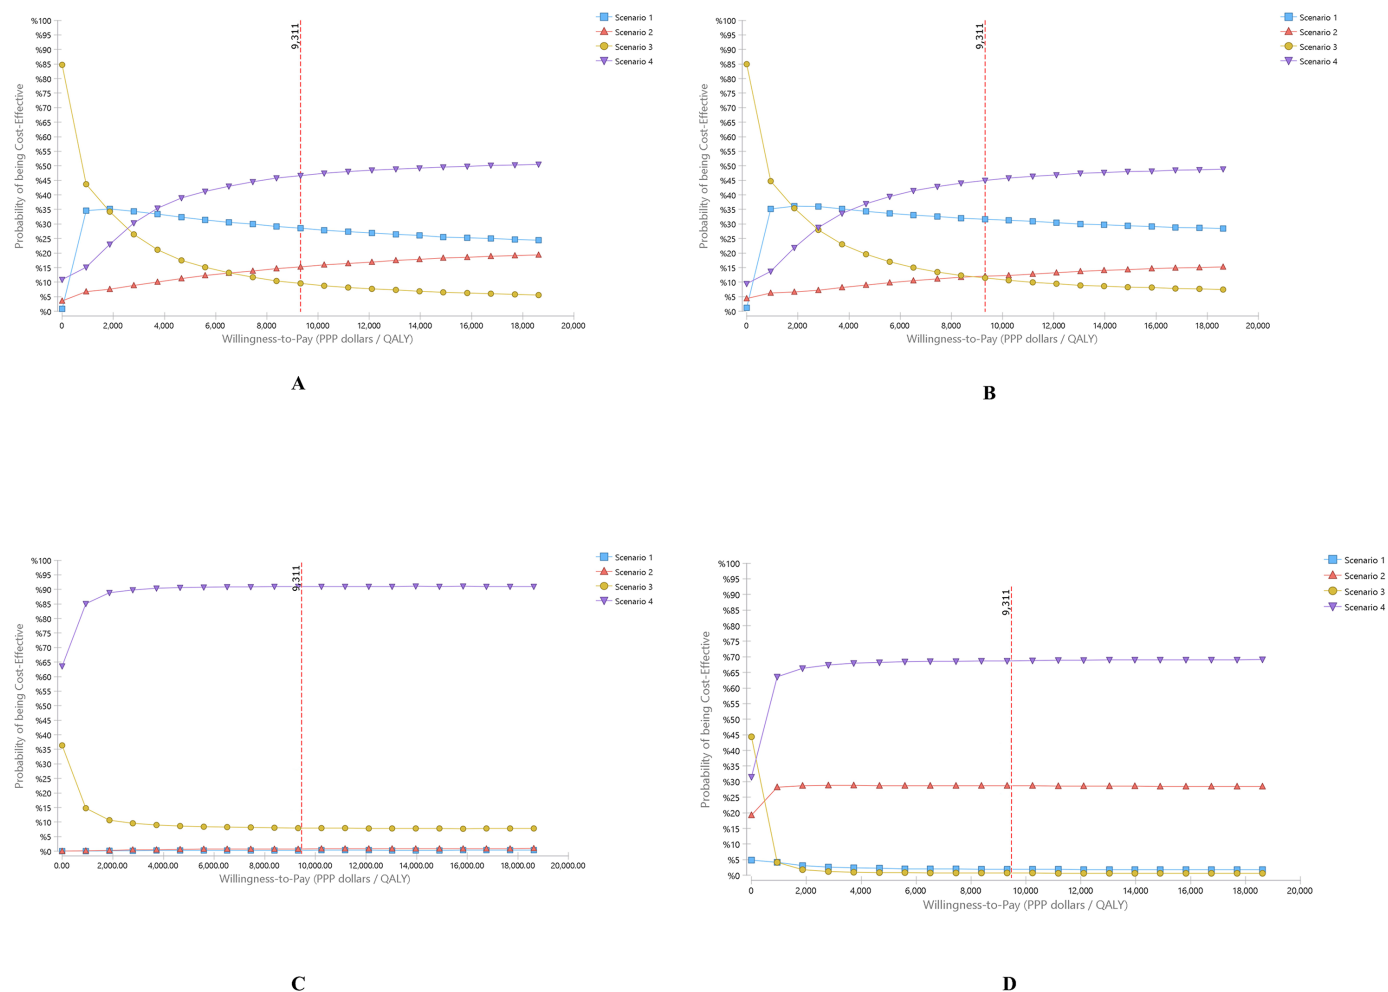 %100
%95
%90
%85
%80
%75
%70
%65
%60
%55
%50
%45
%40
%35
%30
%25
%20
%15
%10
%5
%0
Probability of being Cost-Effective
0 2,000 4,000 6,000 8,000 10,000 12,000 14,000 16,000 18,000 20,000
Willingness-to-Pay (PPP dollars / QALY)
9,311
Scenario 1
Scenario 2
Scenario 3
Scenario 4
A
%100
%95
%90
%85
%80
%75
%70
%65
%60
%55
%50
%45
%40
%35
%30
%25
%20
%15
%10
%5
%0
Probability of being Cost-Effective
0 2,000 4,000 6,000 8,000 10,000 12,000 14,000 16,000 18,000 20,000
Willingness-to-Pay (PPP dollars / QALY)
9,311
Scenario 1
Scenario 2
Scenario 3
Scenario 4
B
%100
%95
%90
%85
%80
%75
%70
%65
%60
%55
%50
%45
%40
%35
%30
%25
%20
%15
%10
%5
%0
Probability of being Cost-Effective
0.00 2,000.00 4,000.00 6,000.00 8,000.00 10,000.00 12,000.00 14,000.00 16,000.00 18,000.00 20,000.00
Willingness-to-Pay (PPP dollars / QALY)
9,311
Scenario 1
Scenario 2
Scenario 3
Scenario 4
C
%100
%95
%90
%85
%80
%75
%70
%65
%60
%55
%50
%45
%40
%35
%30
%25
%20
%15
%10
%5
%0
Probability of being Cost-Effective
0 2,000 4,000 6,000 8,000 10,000 12,000 14,000 16,000 18,000 20,000
Willingness-to-Pay (PPP dollars / QALY)
9,311
Scenario 1
Scenario 2
Scenario 3
Scenario 4
D